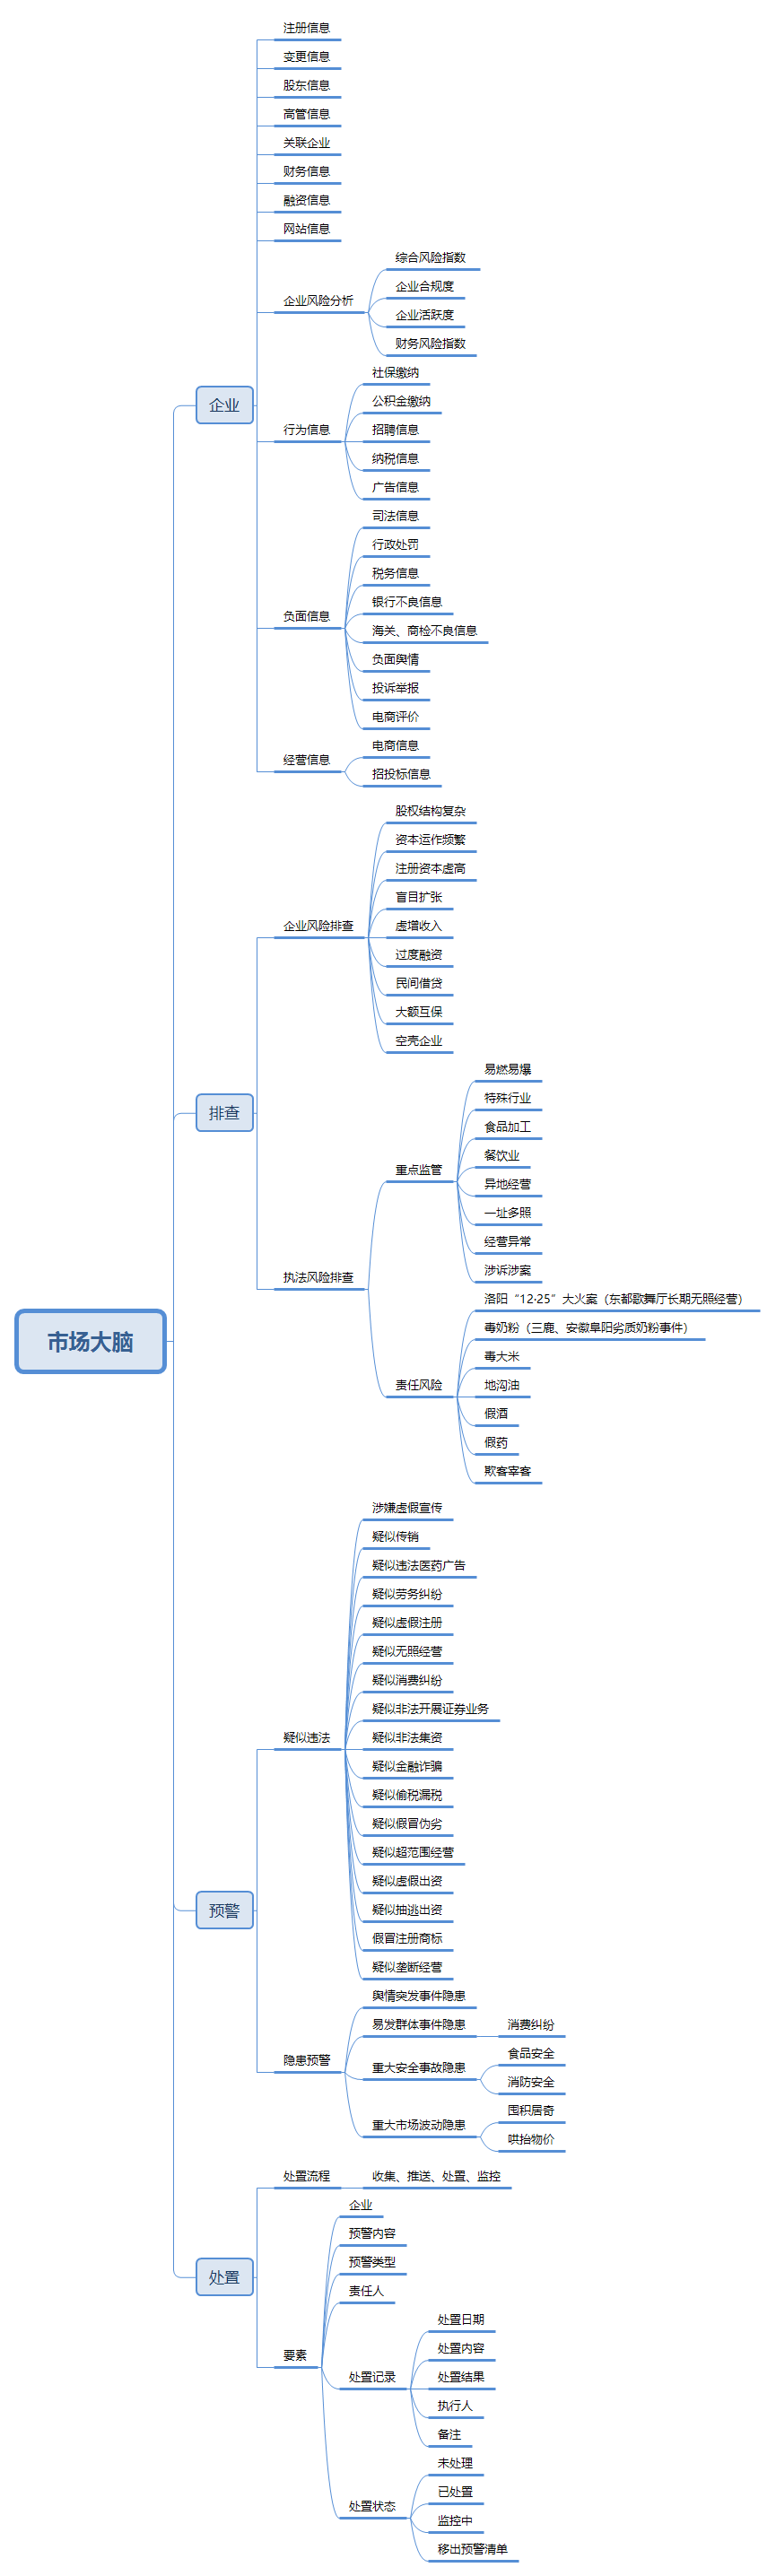 市场大脑
企业
注册信息
变更信息
股东信息
高管信息
关联企业
财务信息
融资信息
网站信息
企业风险分析
综合风险指数
企业合规度
企业活跃度
财务风险指数
行为信息
社保缴纳
公积金缴纳
招聘信息
纳税信息
广告信息
负面信息
司法信息
行政处罚
税务信息
银行不良信息
海关、商检不良信息
负面舆情
投诉举报
电商评价
经营信息
电商信息
招投标信息
排查
企业风险排查
股权结构复杂
资本运作频繁
注册资本虚高
盲目扩张
虚增收入
过度融资
民间借贷
大额互保
空壳企业
执法风险排查
重点监管
易燃易爆
特殊行业
食品加工
餐饮业
异地经营
一址多照
经营异常
涉诉涉案
责任风险
洛阳“12·25”大火案（东都歌舞厅长期无照经营）
毒奶粉（三鹿、安徽阜阳劣质奶粉事件）
毒大米
地沟油
假酒
假药
欺客宰客
预警
疑似违法
涉嫌虚假宣传
疑似传销
疑似违法医药广告
疑似劳务纠纷
疑似虚假注册
疑似无照经营
疑似消费纠纷
疑似非法开展证券业务
疑似非法集资
疑似金融诈骗
疑似偷税漏税
疑似假冒伪劣
疑似超范围经营
疑似虚假出资
疑似抽逃出资
假冒注册商标
疑似垄断经营
隐患预警
舆情突发事件隐患
易发群体事件隐患
消费纠纷
重大安全事故隐患
食品安全
消防安全
重大市场波动隐患
囤积居奇
哄抬物价
处置
处置流程
收集、推送、处置、监控
要素
企业
预警内容
预警类型
责任人
处置记录
处置日期
处置内容
处置结果
执行人
备注
处置状态
未处理
已处置
监控中
移出预警清单